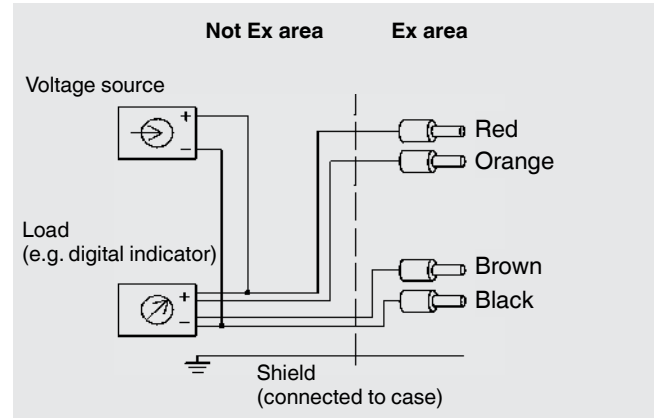 Not Ex area Ex area
Voltage source
+
−
Red
Orange
Load
(e.g. digital indicator)
+
−
Brown
Black
Shield
(connected to case)